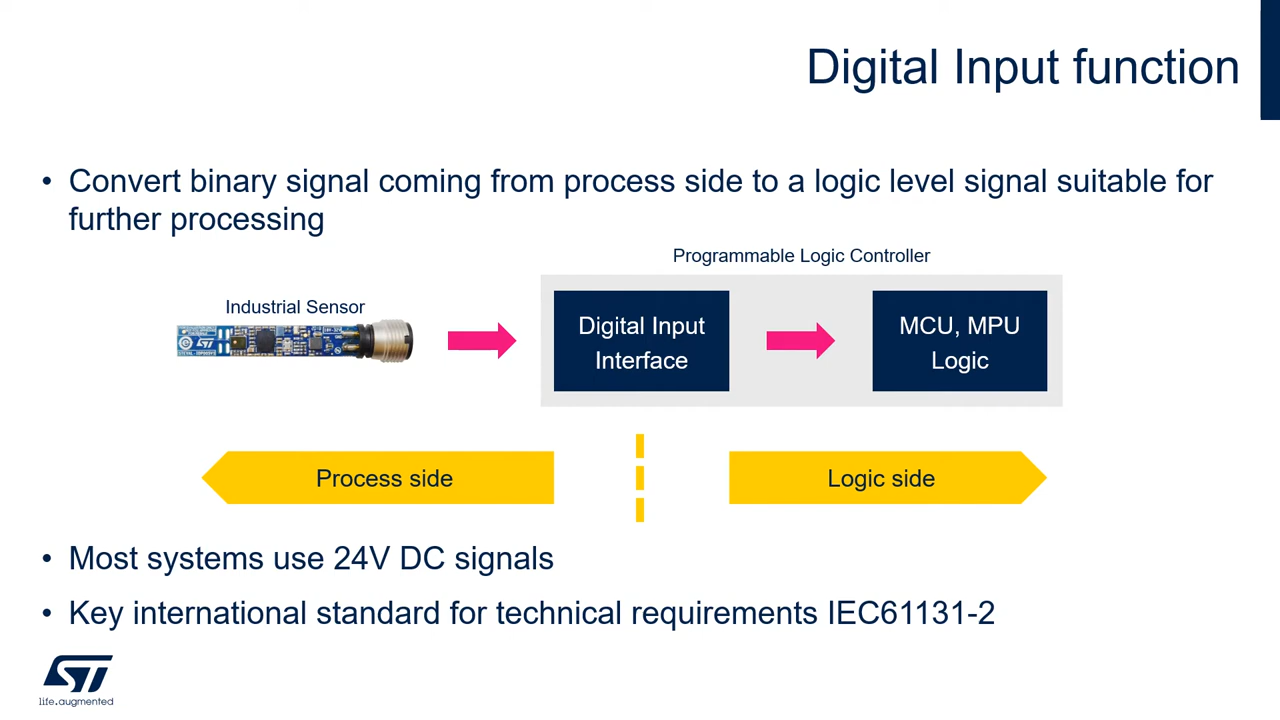 Digital Input function
• Convert binary signal coming from process side to a logic level signal suitable for
further processing
Programmable Logic Controller
Industrial Sensor
Digital Input
Interface
MCU, MPU
Logic
Process side
Logic side
• Most systems use 24V DC signals
• Key international standard for technical requirements IEC61131-2
ST
life.augmented